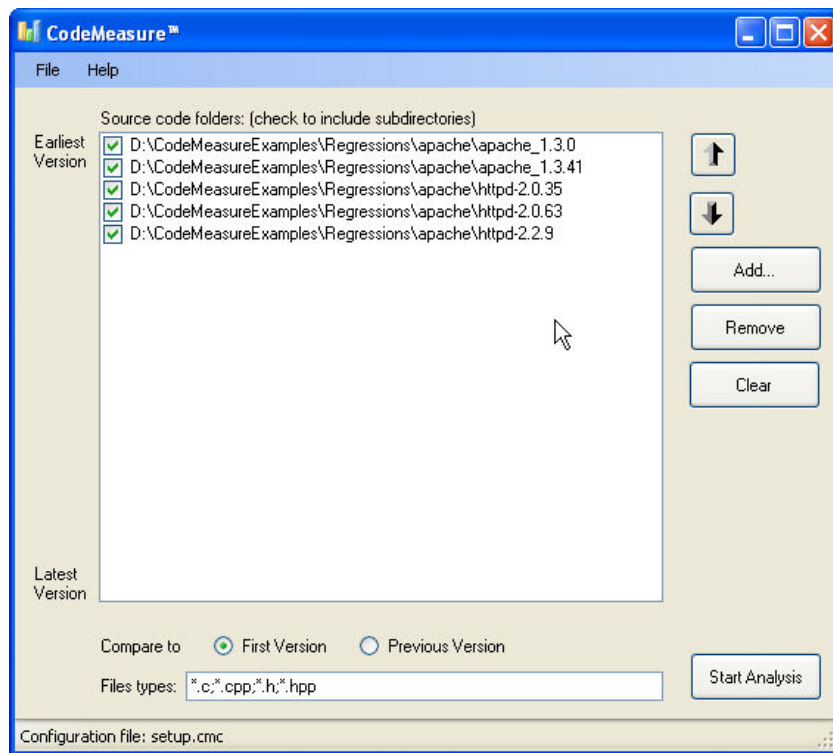 CodeMeasure™
File Help
Source code folders: (check to include subdirectories)
Earliest
Version
D:\CodeMeasureExamples\Regressions\apache\apache_1.3.0
D:\CodeMeasureExamples\Regressions\apache\apache_1.3.41
D:\CodeMeasureExamples\Regressions\apache\httpd-2.0.35
D:\CodeMeasureExamples\Regressions\apache\httpd-2.0.63
D:\CodeMeasureExamples\Regressions\apache\httpd-2.2.9
Add...
Remove
Clear
Latest
Version
Compare to First Version Previous Version
Files types: *.c;*.cpp;*.h;*.hpp
Start Analysis
Configuration file: setup.cmc